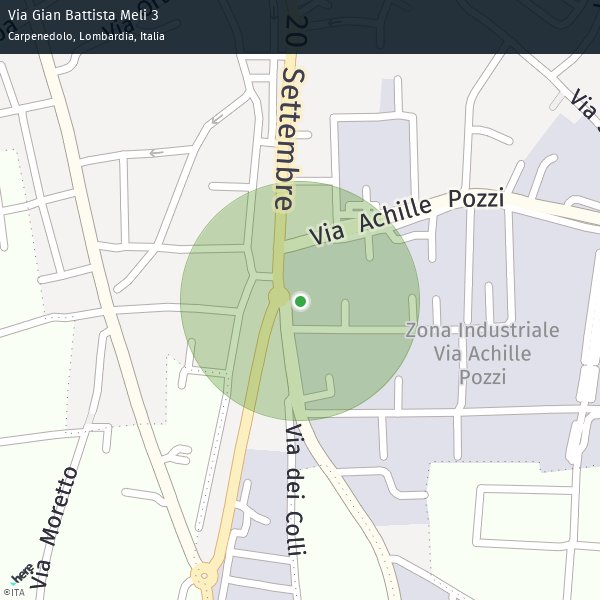 Via Gian Battista Meli 3
Carpenedolo, Lombardia, Italia
20 Settembre
Via Achille Pozzi
Zona Industriale
Via Achille
Pozzi
Via dei Colli
Via Moretto
Via
here
©ITA